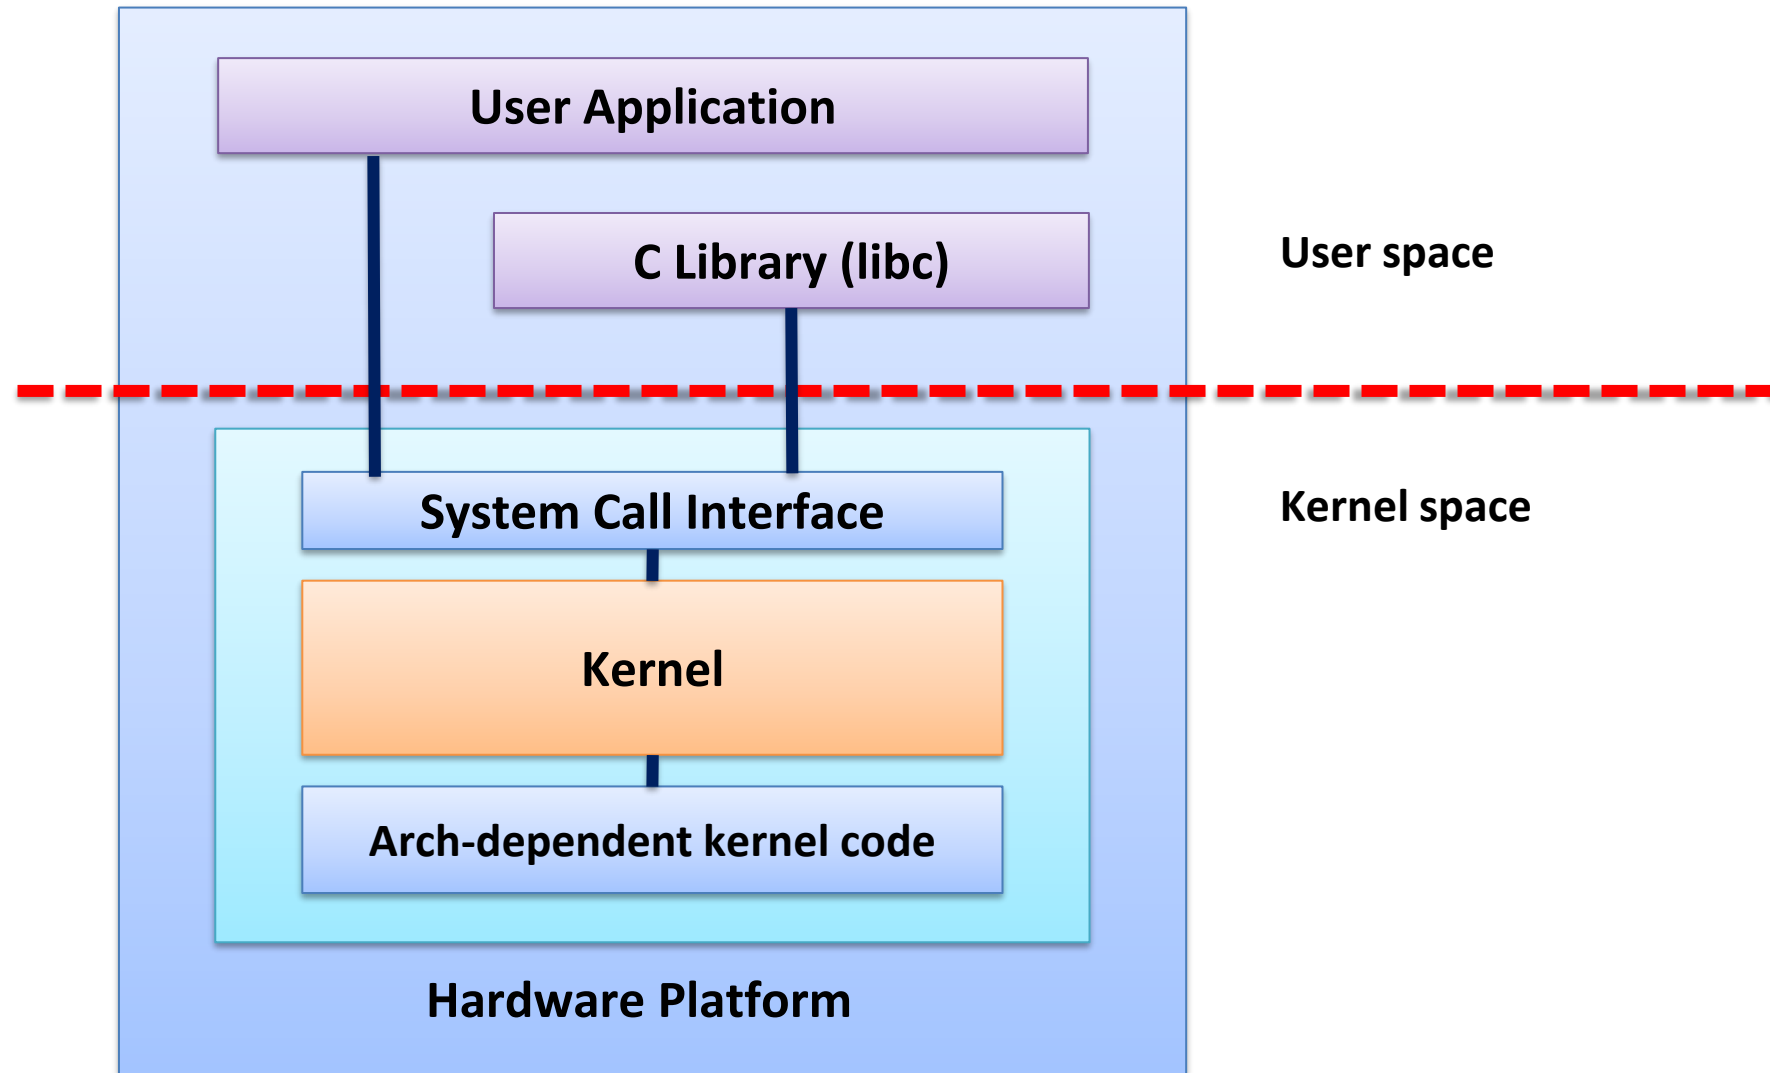 User Application
C Library (libc)
User space
System Call Interface
Kernel space
Kernel
Arch-dependent kernel code
Hardware Platform